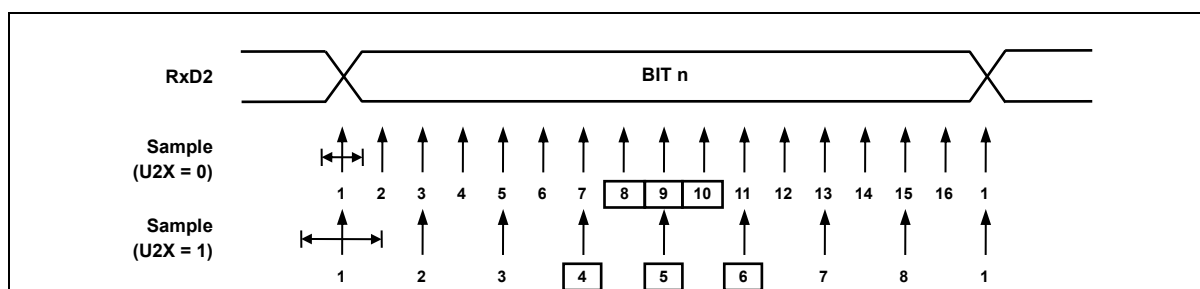 RxD2 BIT n
Sample
(U2X = 0)
1 2 3 4 5 6 7 8 9 10 11 12 13 14 15 16 1
Sample
(U2X = 1)
1 2 3 4 5 6 7 8 1